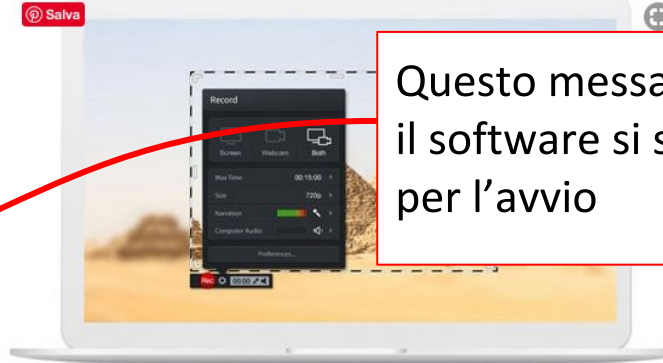 Salva
Questo messa
il software si s
per l'avvio
Record
Screen Webcam Both
Max Time 00:15:00
Size 720p
Narration
Computer Audio
Preferences...
Rec 00:00